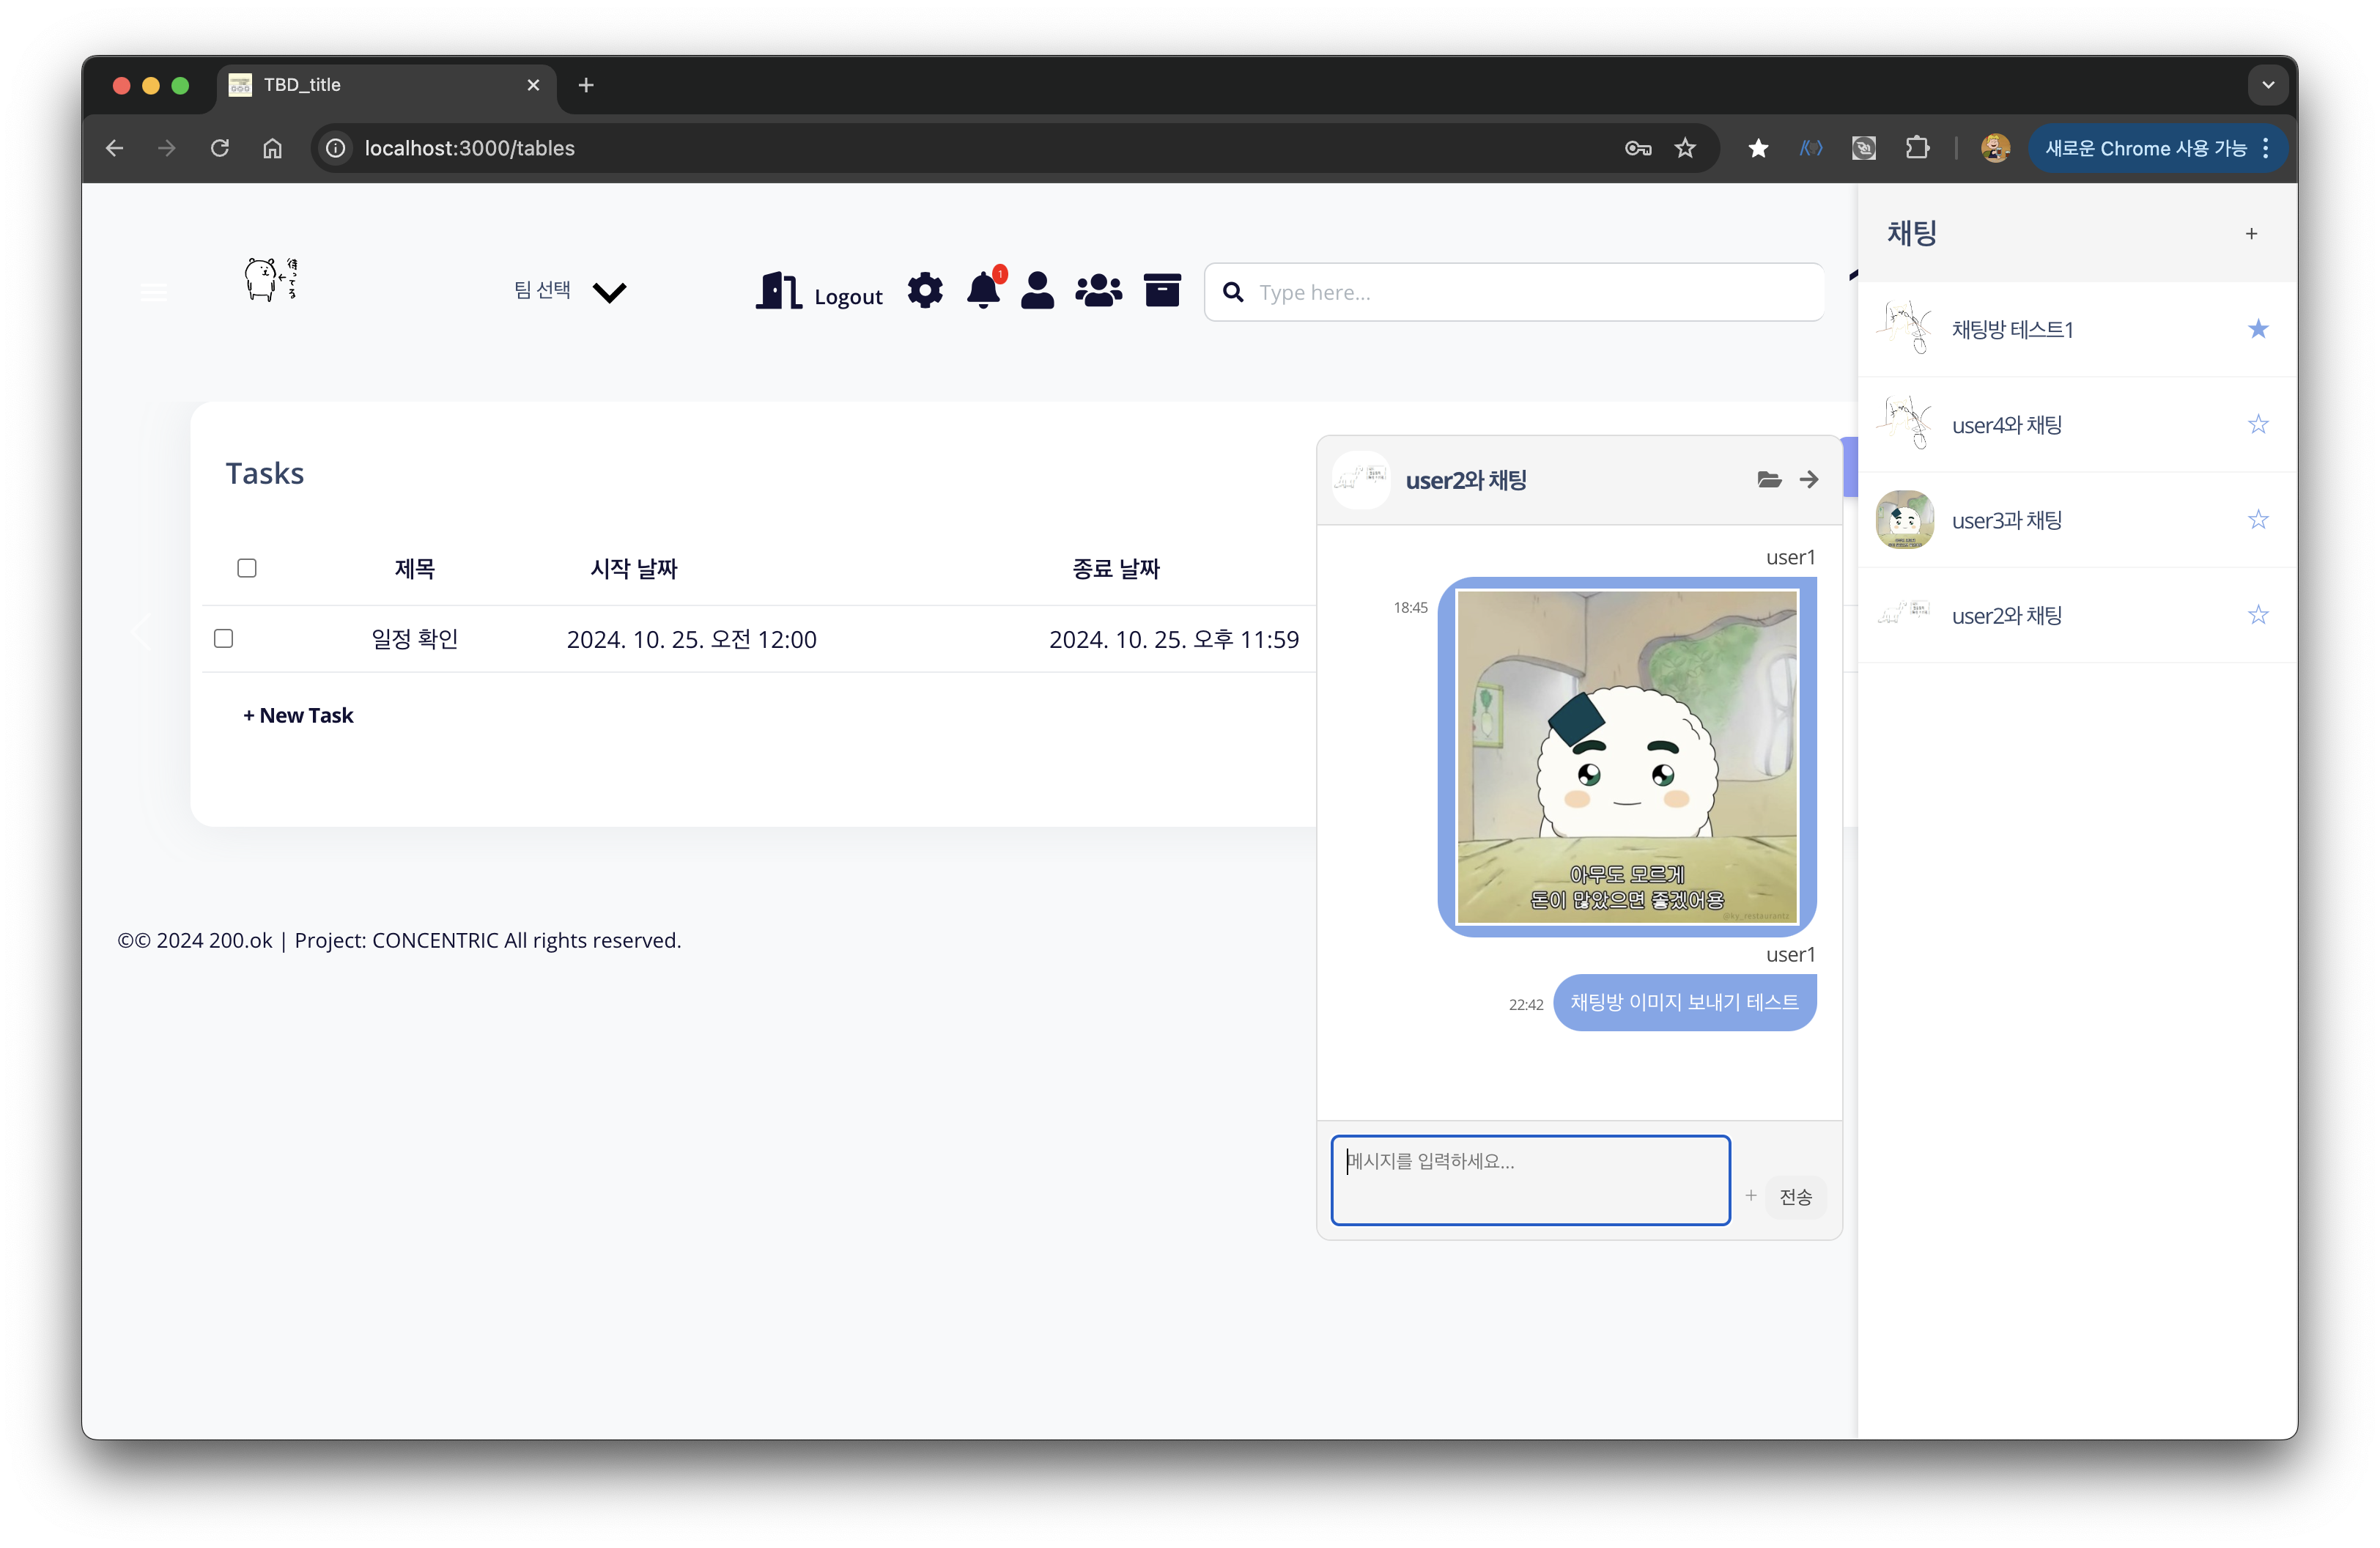 TBD_title
localhost:3000/tables
새로운 Chrome 사용 가능
待ってる
팀 선택
Logout
1
Type here...
채팅
+
채팅방 테스트1
user4와 채팅
user3과 채팅
user2와 채팅
Tasks
제목 시작 날짜 종료 날짜
일정 확인 2024. 10. 25. 오전 12:00 2024. 10. 25. 오후 11:59
+ New Task
©© 2024 200.ok | Project: CONCENTRIC All rights reserved.
user2와 채팅
user1
18:45
아무도 모르게
돈이 많았으면 좋겠어용
@ky_restaurantz
user1
22:42 채팅방 이미지 보내기 테스트
메시지를 입력하세요...
+ 전송